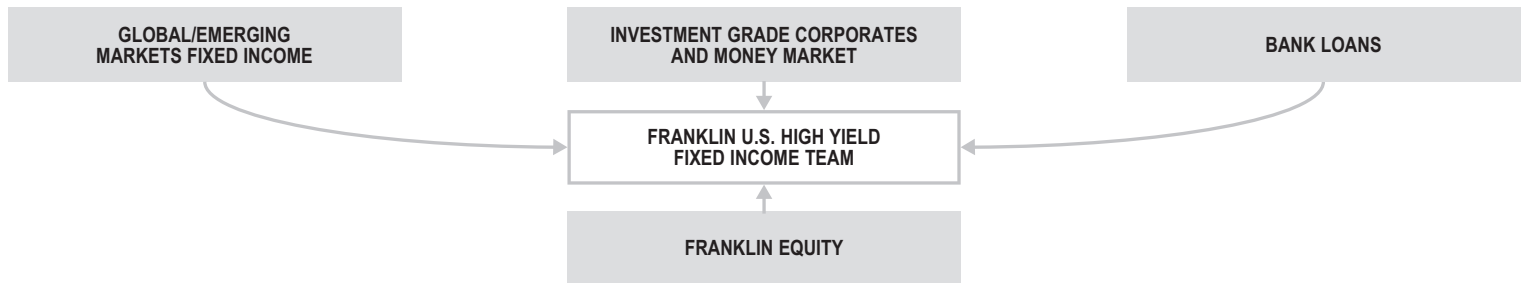 GLOBAL/EMERGING
MARKETS FIXED INCOME
INVESTMENT GRADE CORPORATES
AND MONEY MARKET
BANK LOANS
FRANKLIN U.S. HIGH YIELD
FIXED INCOME TEAM
FRANKLIN EQUITY